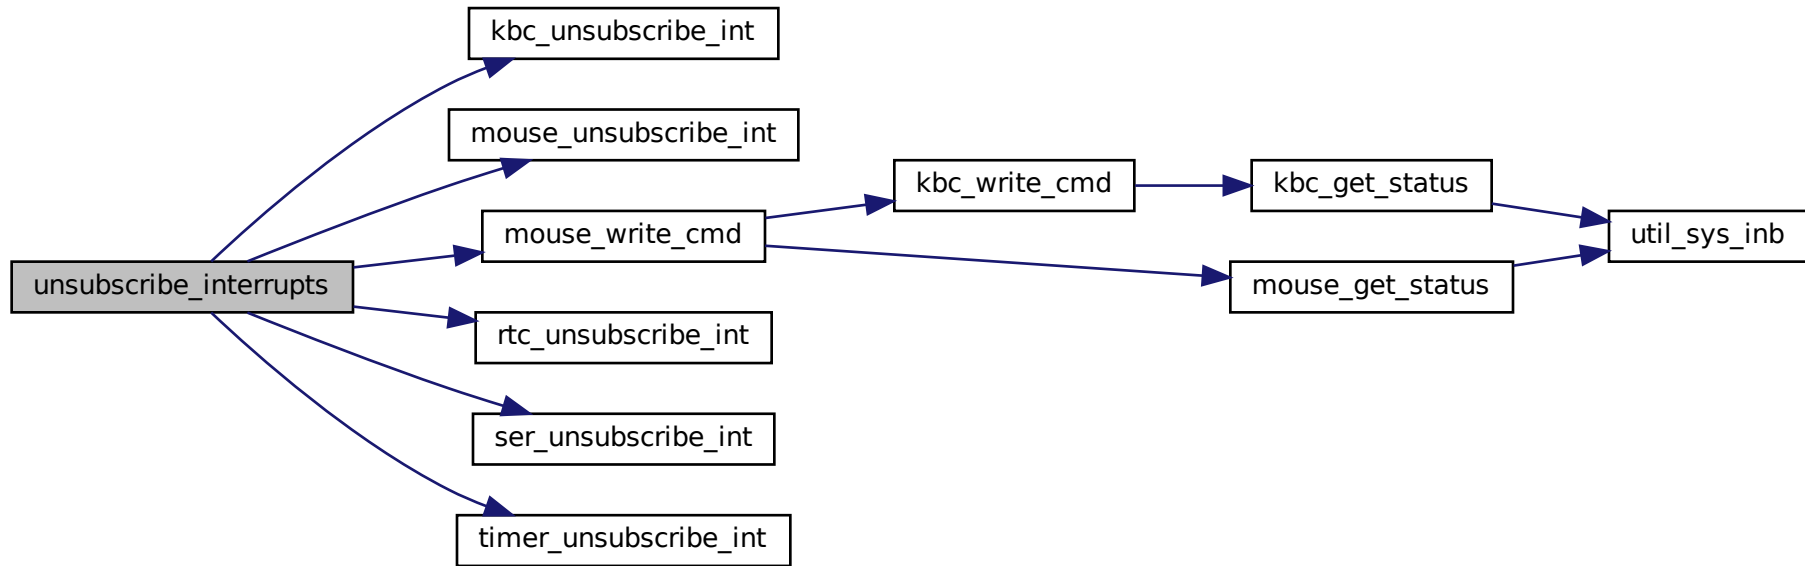 kbc_unsubscribe_int
mouse_unsubscribe_int
kbc_write_cmd
kbc_get_status
mouse_write_cmd
util_sys_inb
unsubscribe_interrupts
mouse_get_status
rtc_unsubscribe_int
ser_unsubscribe_int
timer_unsubscribe_int